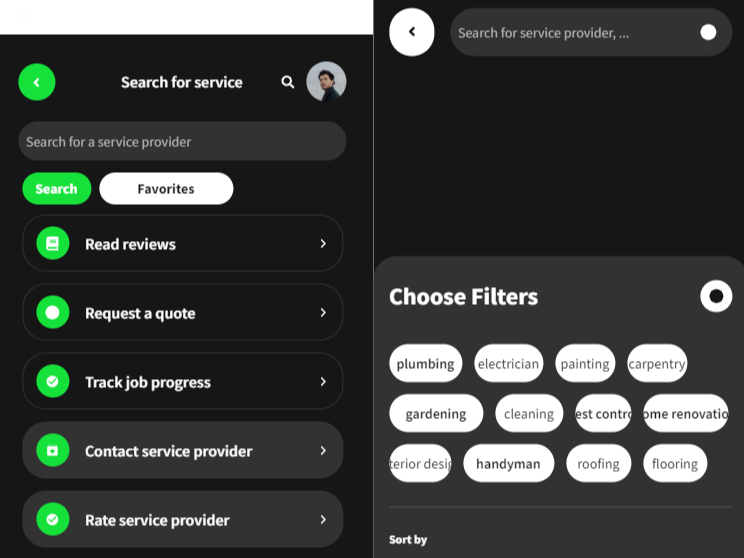 Search for service
Search for a service provider
Search
Favorites
Read reviews
Request a quote
Track job progress
Contact service provider
Rate service provider
Search for service provider, ...
Choose Filters
plumbing
electrician
painting
carpentry
gardening
cleaning
est contro
ome renovatio
terior desig
handyman
roofing
flooring
Sort by